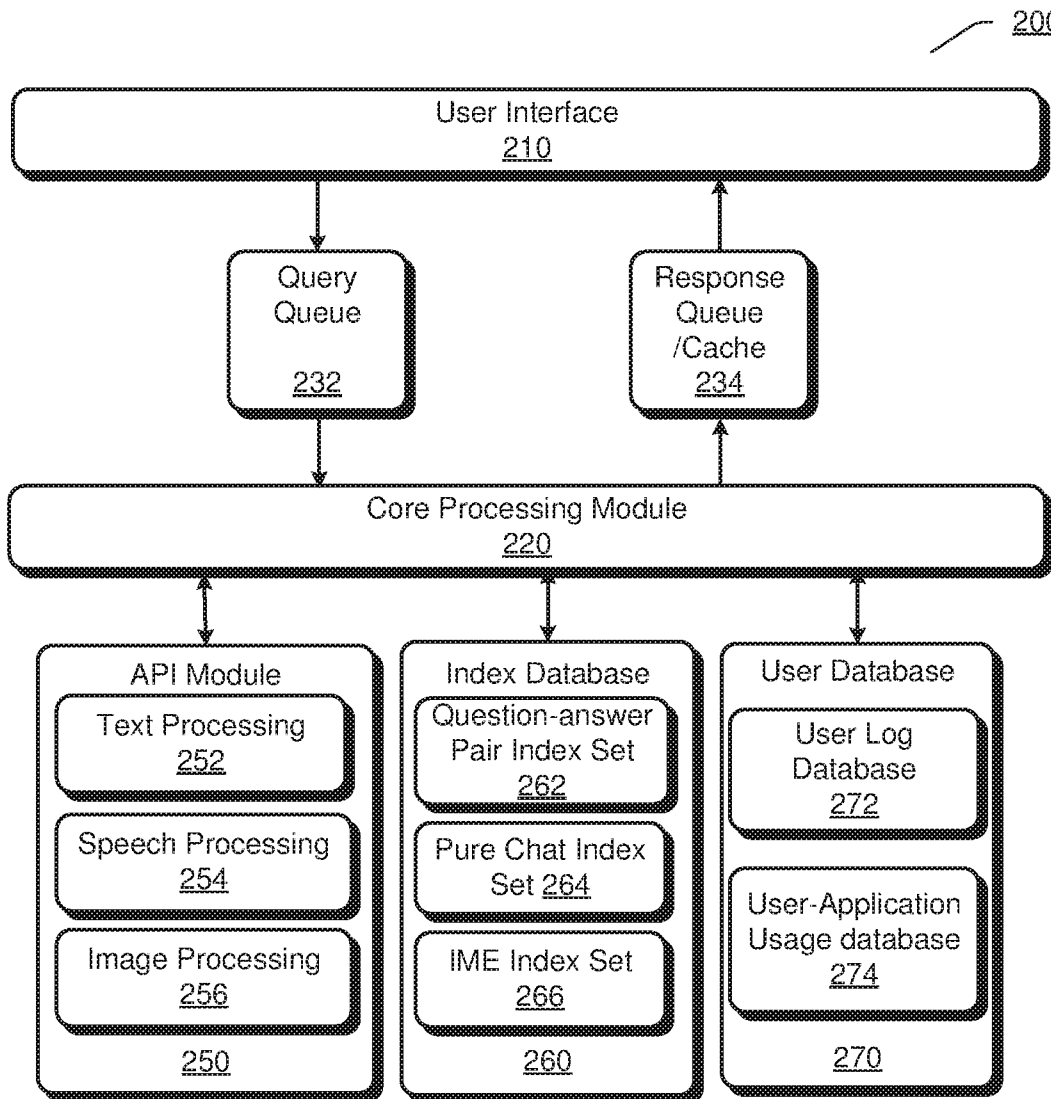 200
User Interface
210
Query
Queue
232
Response
Queue
/Cache
234
Core Processing Module
220
API Module
Text Processing
252
Speech Processing
254
Image Processing
256
250
Index Database
Question-answer
Pair Index Set
262
Pure Chat Index
Set 264
IME Index Set
266
260
User Database
User Log
Database
272
User-Application
Usage database
274
270